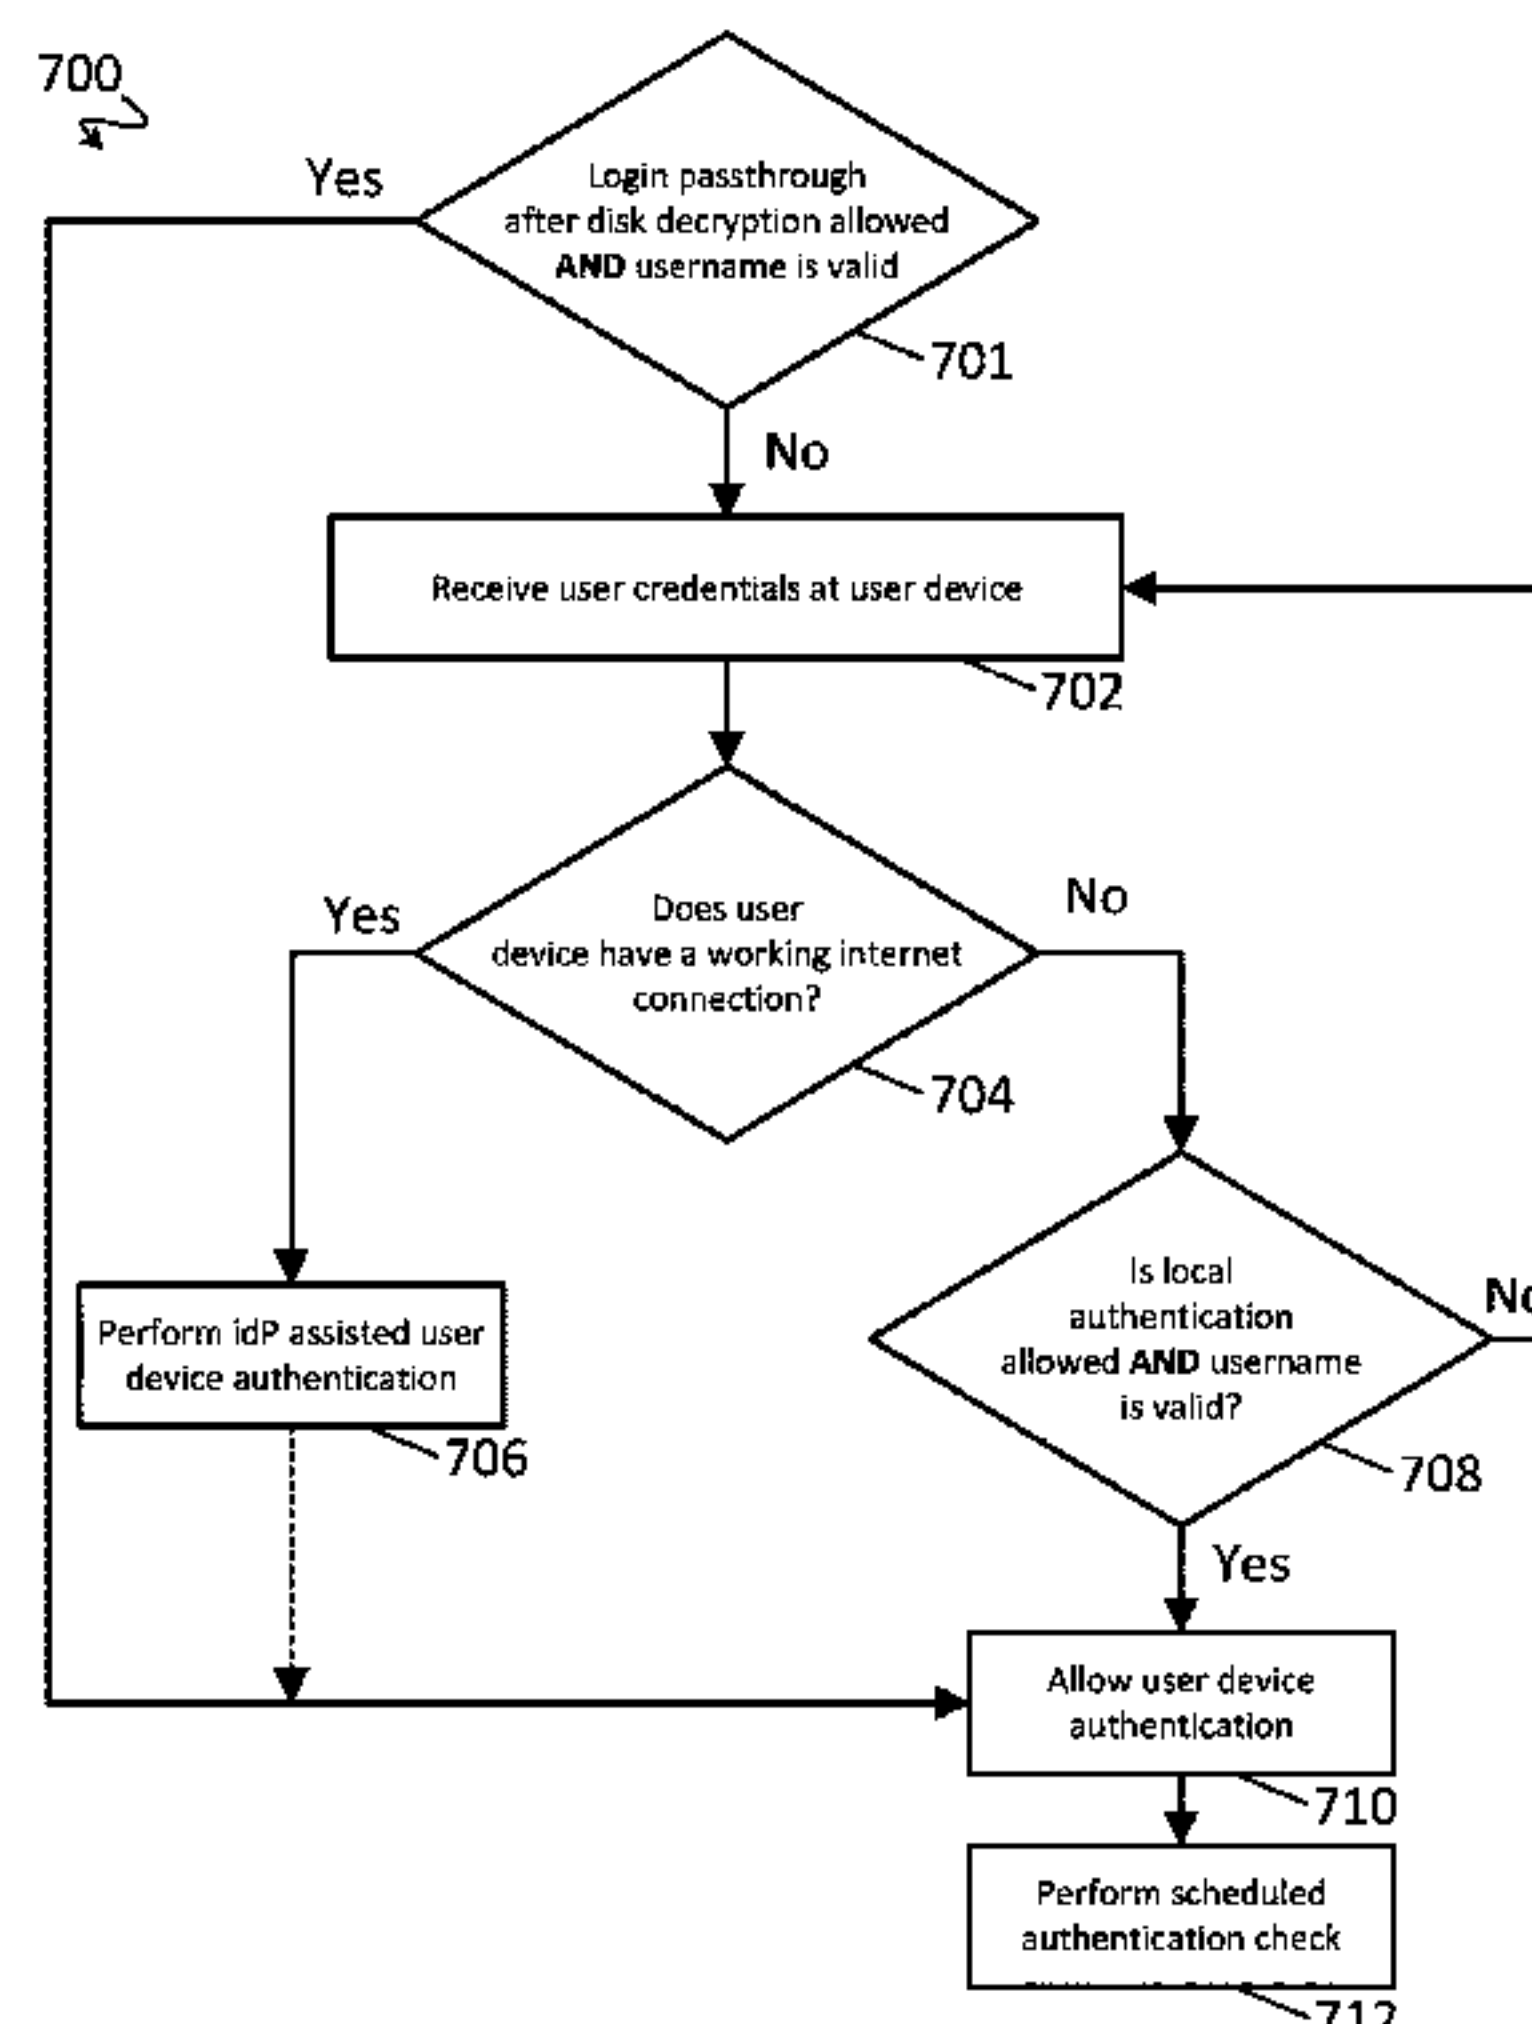 700
Yes
Login passthrough
after disk decryption allowed
AND username is valid
701
No
Receive user credentials at user device
702
Does user
device have a working internet
connection?
Yes
No
704
Is local
authentication
allowed AND username
is valid?
No
708
Perform idP assisted user
device authentication
706
Yes
Allow user device
authentication
710
Perform scheduled
authentication check
712